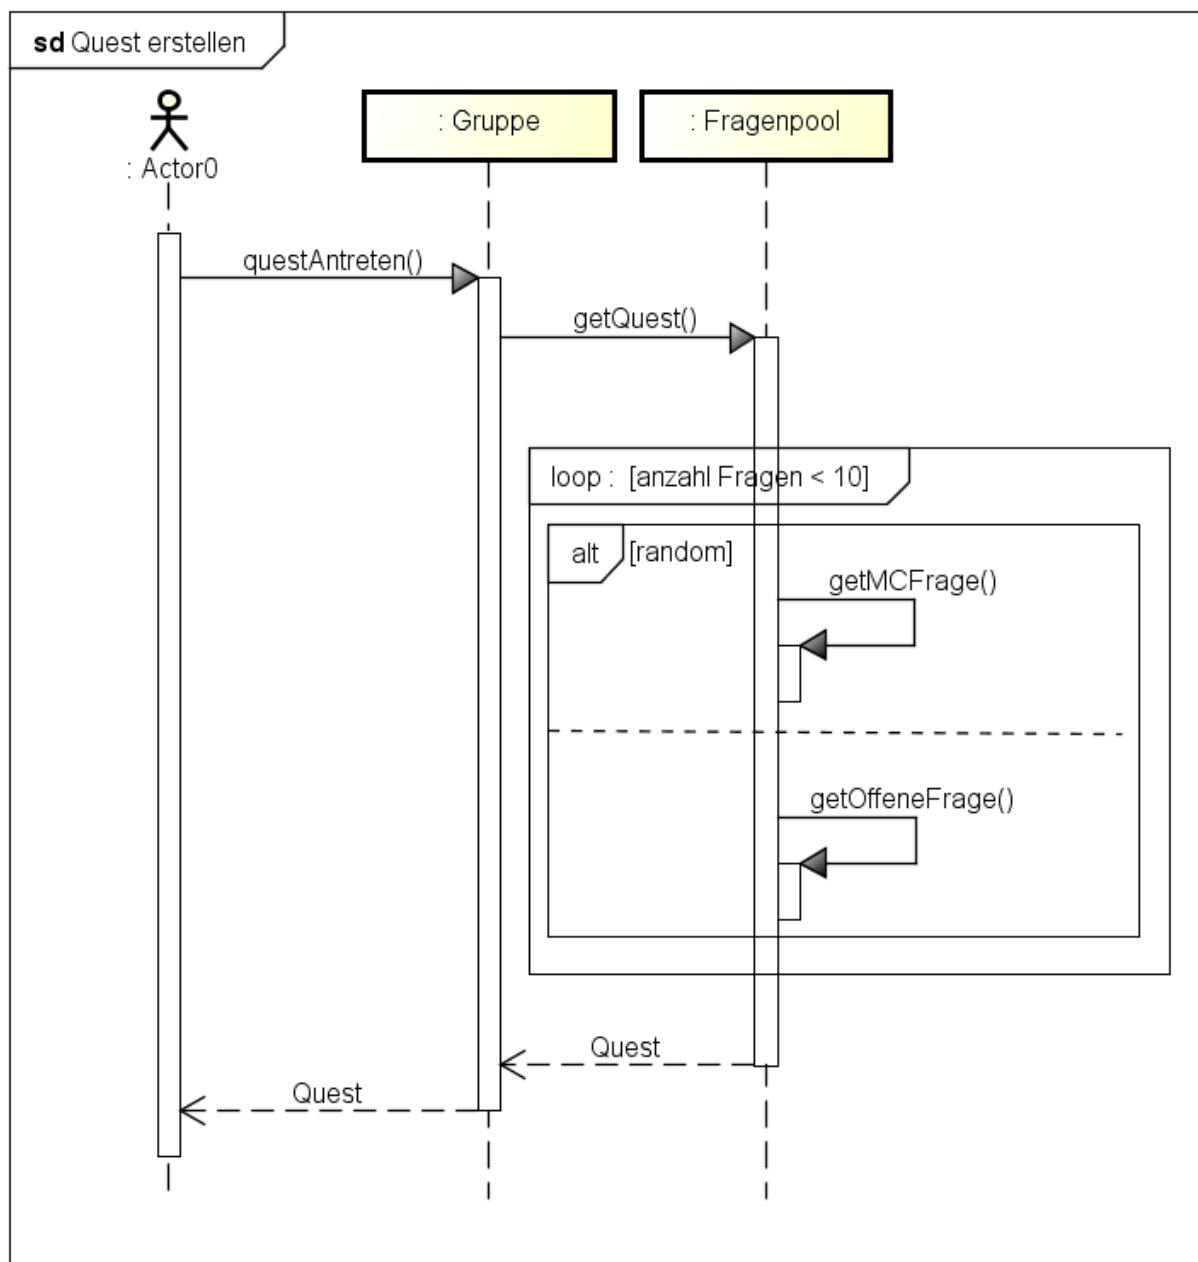 sd Quest erstellen
: Actor0
: Gruppe
: Fragenpool
questAntreten()
getQuest()
loop : [anzahl Fragen < 10]
alt [random]
getMCFrage()
getOffeneFrage()
Quest
Quest